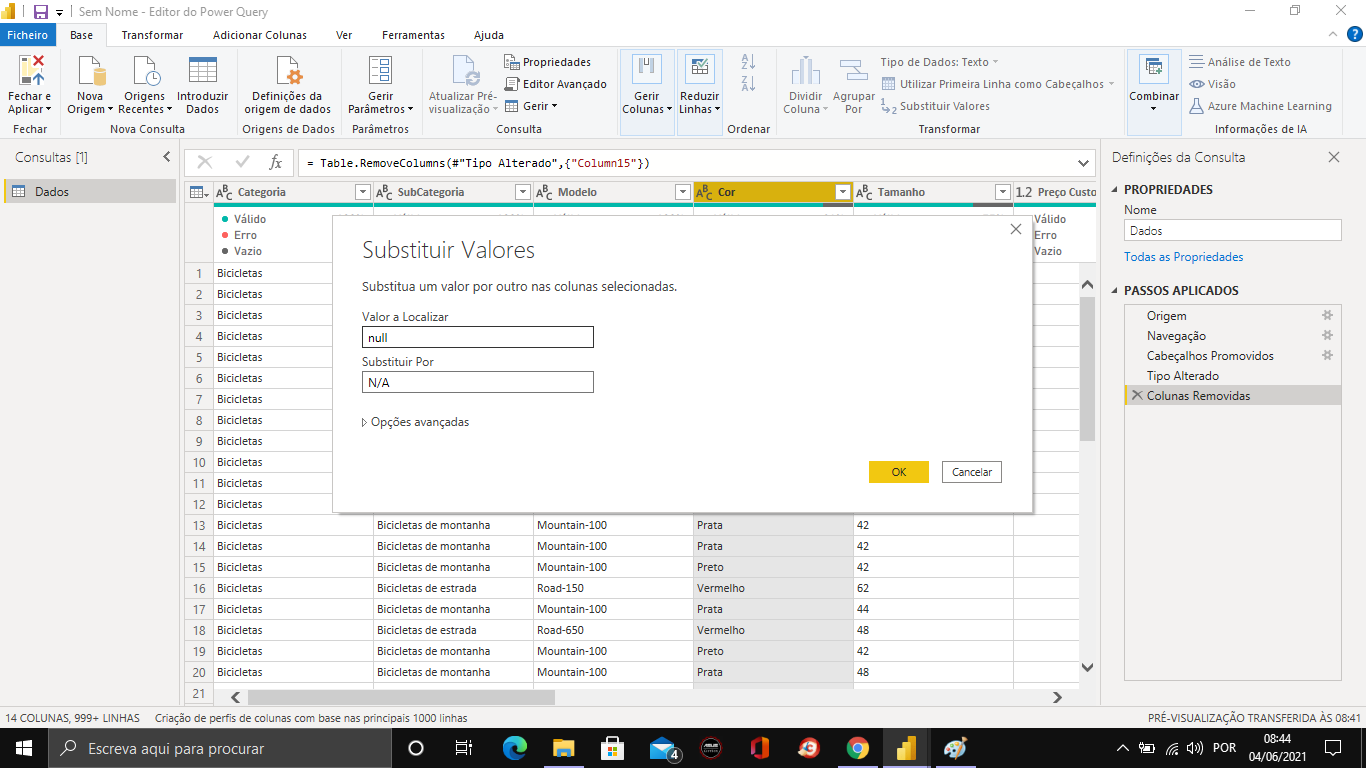 Sem Nome - Editor do Power Query
Ficheiro Base Transformar Adicionar Colunas Ver Ferramentas Ajuda
Fechar e Aplicar
Fechar
Nova Origem
Origens Recentes
Introduzir Dados
Nova Consulta
Definições da origem de dados
Origens de Dados
Gerir Parâmetros
Parâmetros
Atualizar Pré-visualização
Propriedades
Editor Avançado
Gerir
Consulta
Gerir Colunas
Reduzir Linhas
Ordenar
Dividir Coluna
Agrupar Por
Tipo de Dados: Texto
Utilizar Primeira Linha como Cabeçalhos
Substituir Valores
Transformar
Combinar
Análise de Texto
Visão
Azure Machine Learning
Informações de IA
Consultas [1]
Dados
fx = Table.RemoveColumns(#"Tipo Alterado",{"Column15"})
Categoria SubCategoria Modelo Cor Tamanho 1.2 Preço Custo
Válido Válido
Erro Erro
Vazio Vazio
Substituir Valores
Substitua um valor por outro nas colunas selecionadas.
Valor a Localizar
null
Substituir Por
N/A
Opções avançadas
OK Cancelar
1 Bicicletas
2 Bicicletas
3 Bicicletas
4 Bicicletas
5 Bicicletas
6 Bicicletas
7 Bicicletas
8 Bicicletas
9 Bicicletas
10 Bicicletas
11 Bicicletas
12 Bicicletas
13 Bicicletas Bicicletas de montanha Mountain-100 Prata 42
14 Bicicletas Bicicletas de montanha Mountain-100 Prata 42
15 Bicicletas Bicicletas de montanha Mountain-100 Preto 42
16 Bicicletas Bicicletas de estrada Road-150 Vermelho 62
17 Bicicletas Bicicletas de montanha Mountain-100 Prata 44
18 Bicicletas Bicicletas de estrada Road-650 Vermelho 48
19 Bicicletas Bicicletas de montanha Mountain-100 Preto 42
20 Bicicletas Bicicletas de montanha Mountain-100 Prata 48
21
Definições da Consulta
PROPRIEDADES
Nome
Dados
Todas as Propriedades
PASSOS APLICADOS
Origem
Navegação
Cabeçalhos Promovidos
Tipo Alterado
Colunas Removidas
14 COLUNAS, 999+ LINHAS Criação de perfis de colunas com base nas principais 1000 linhas PRÉ-VISUALIZAÇÃO TRANSFERIDA ÀS 08:41
Escreva aqui para procurar
4
POR
08:44
04/06/2021